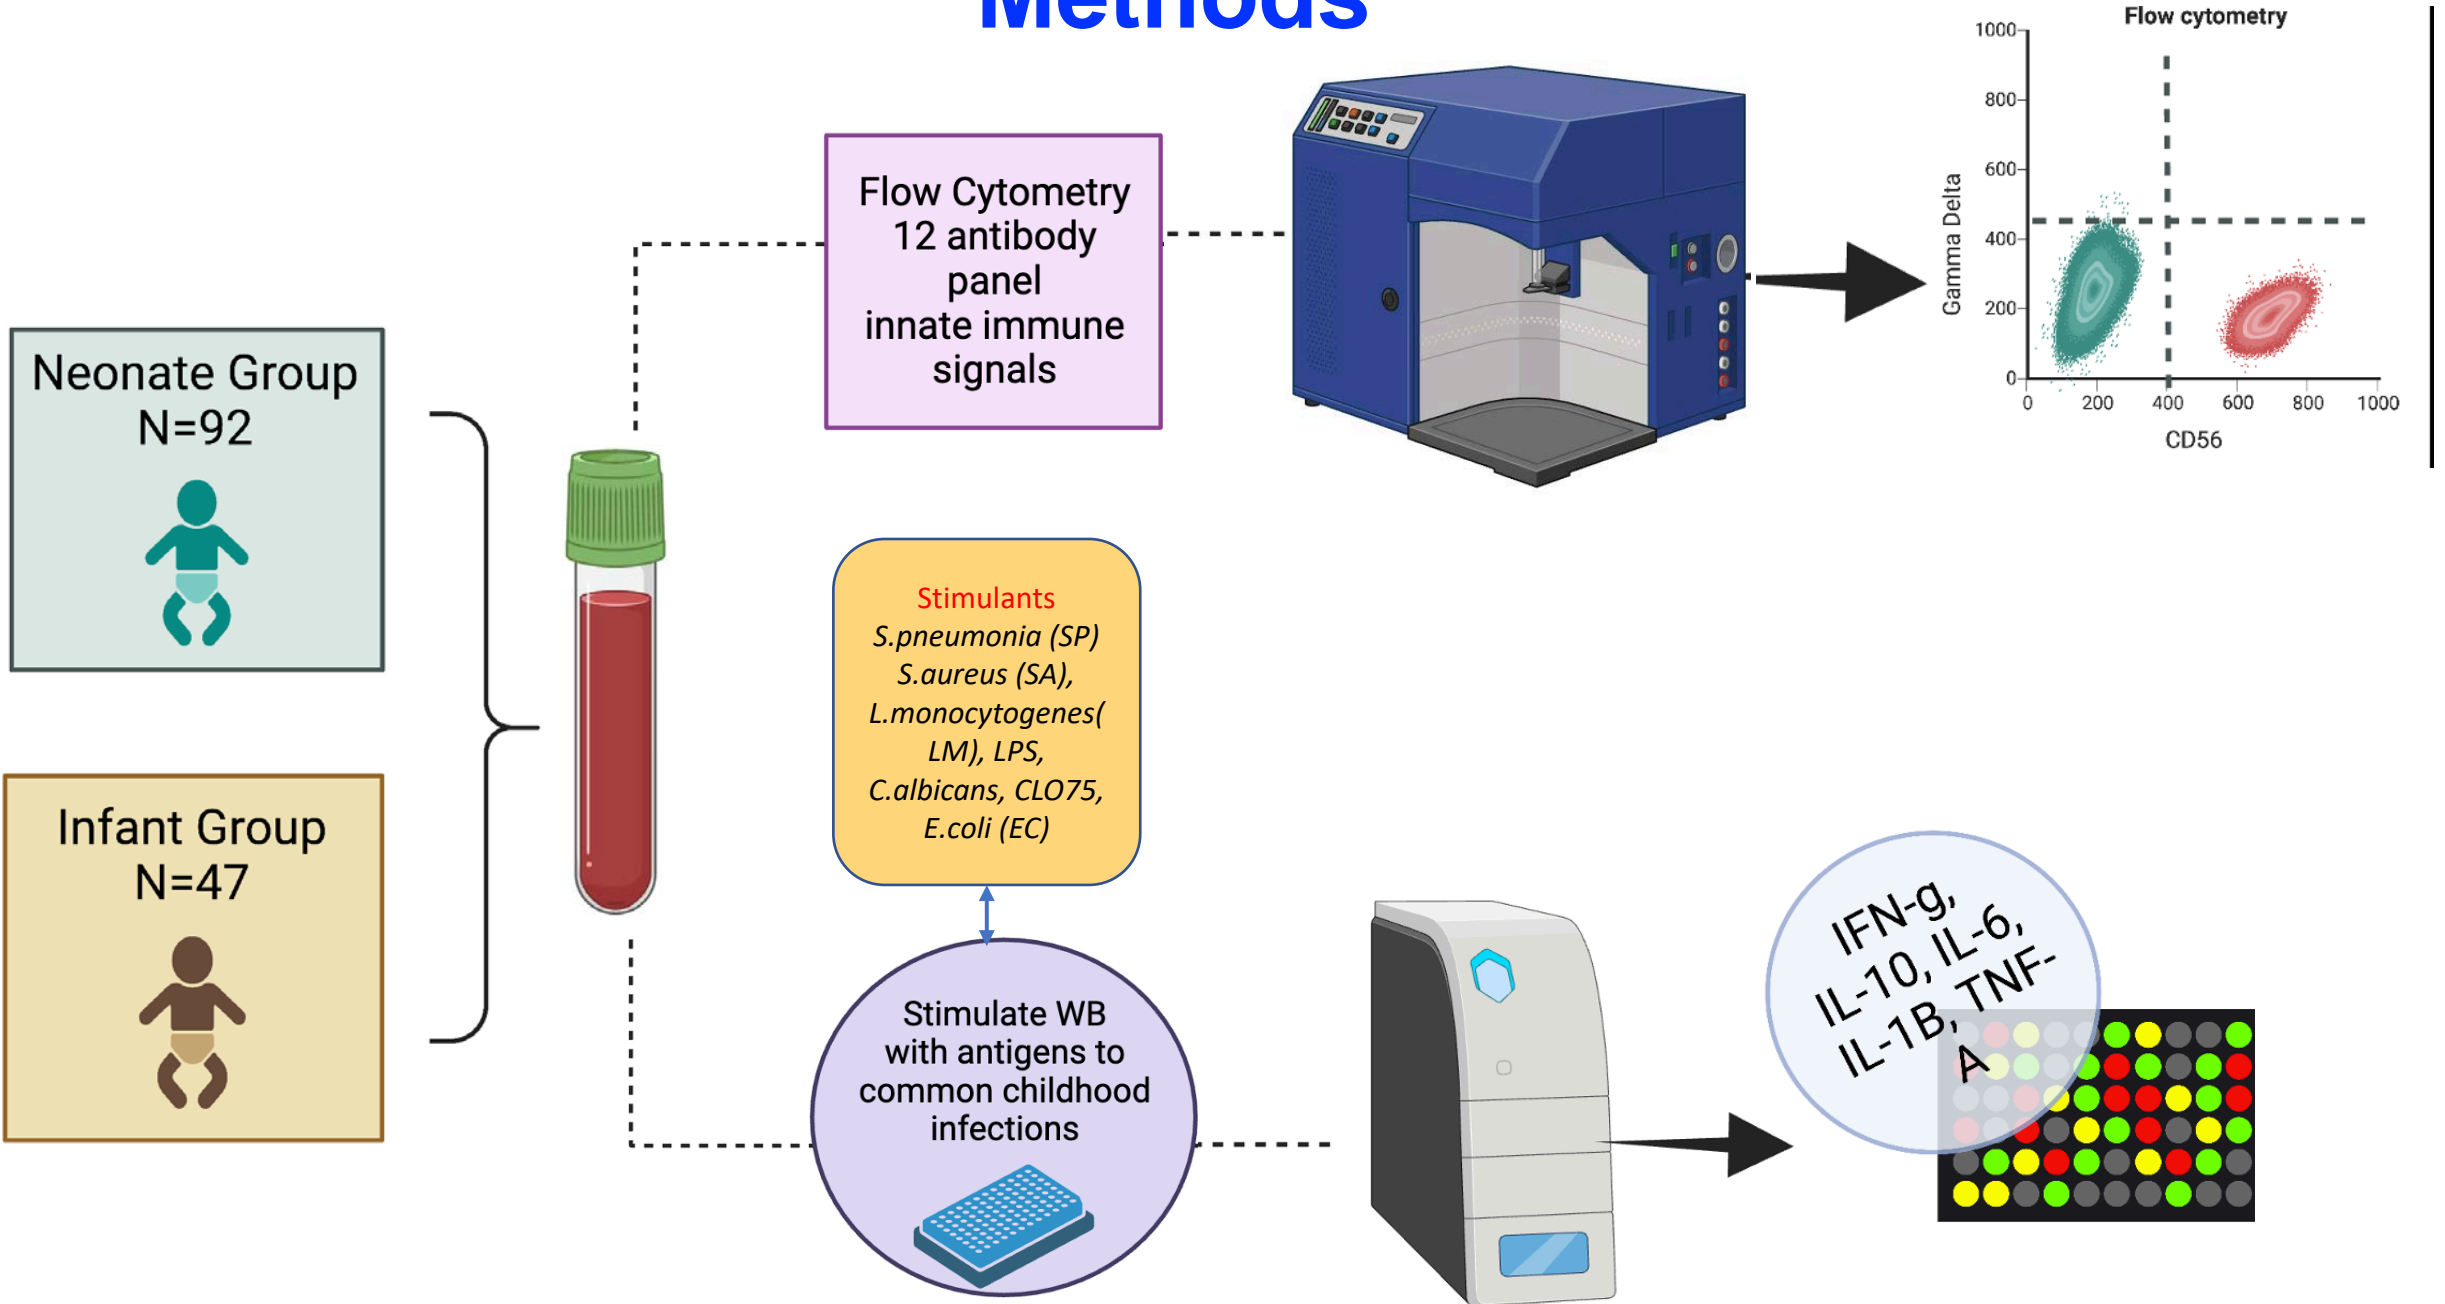 Methods
Neonate Group
N=92
Infant Group
N=47
Flow Cytometry
12 antibody
panel
innate immune
signals
Stimulants
S.pneumonia (SP)
S.aureus (SA),
L.monocytogenes(
LM), LPS,
C.albicans, CLO75,
E.coli (EC)
Stimulate WB
with antigens to
common childhood
infections
Flow cytometry
1000
800
600
400
200
0
Gamma Delta
0 200 400 600 800 1000
CD56
IFN-g,
IL-10, IL-6,
IL-1B, TNF-
A